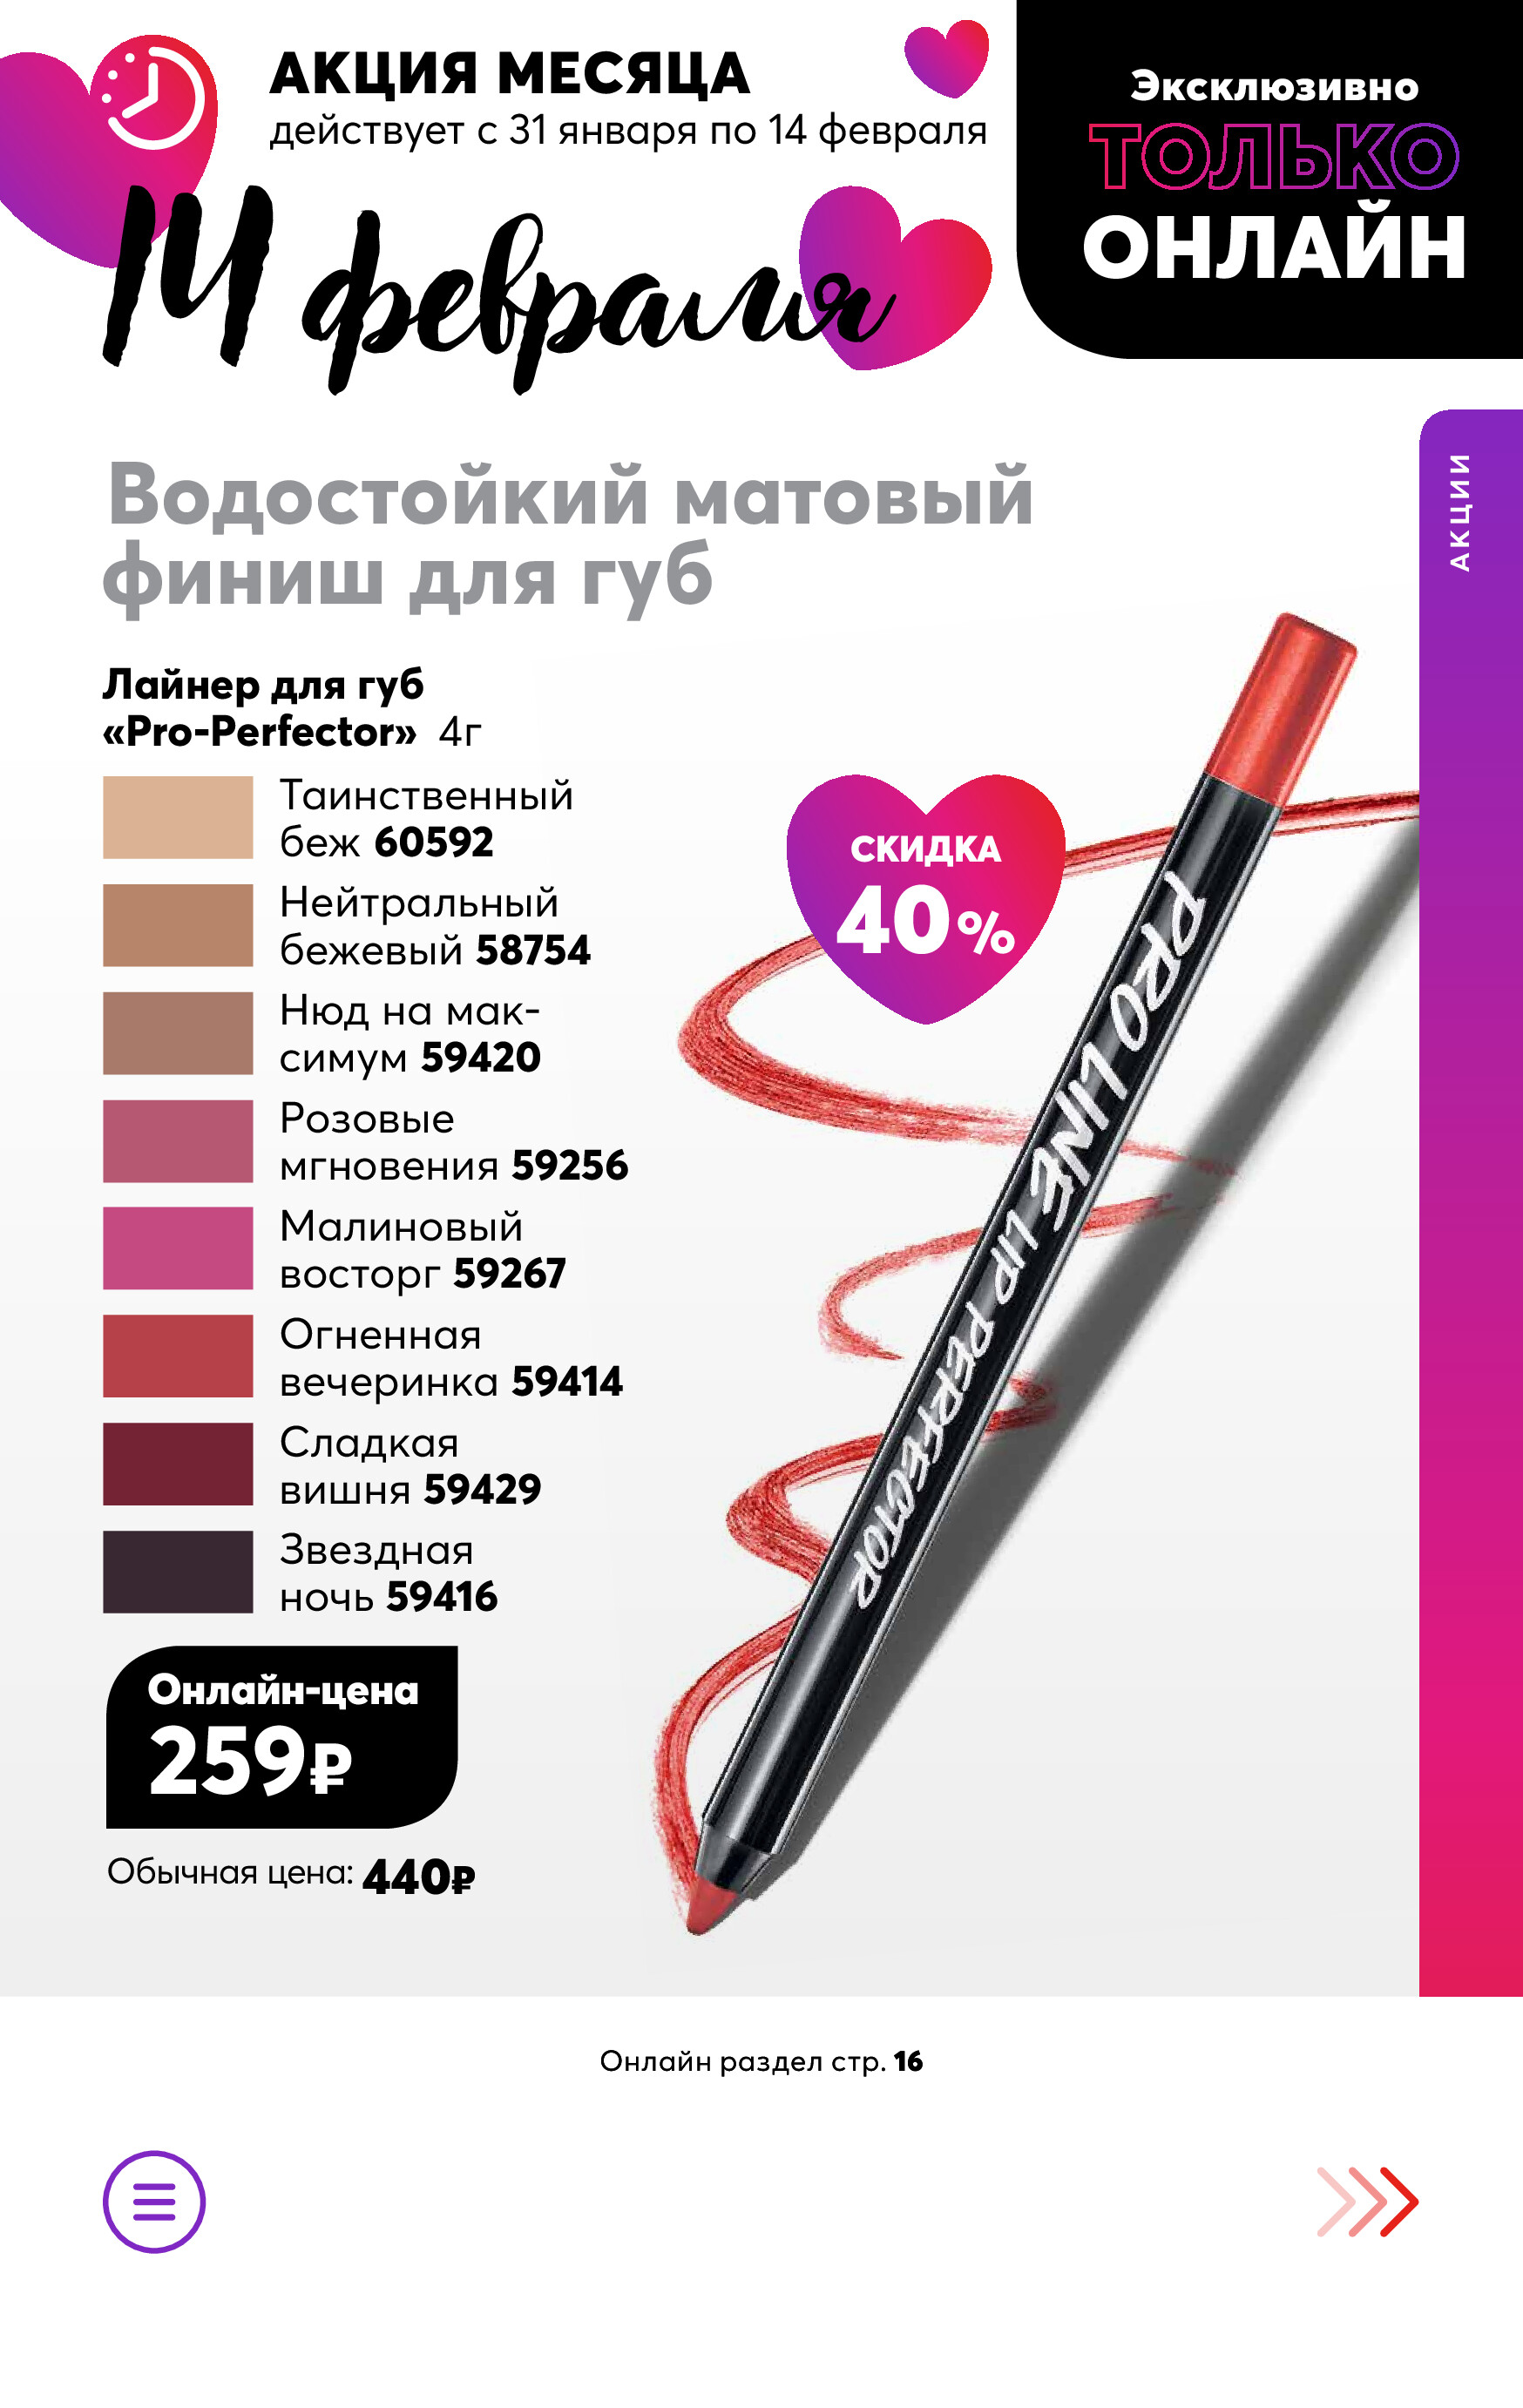 АКЦИЯ МЕСЯЦА
действует с 31 января по 14 февраля
14 февраля
Эксклюзивно
ТОЛЬКО
ОНЛАЙН
АКЦИИ
Водостойкий матовый
финиш для губ
Лайнер для губ
«Pro-Perfector» 4г
Таинственный
беж 60592
Нейтральный
бежевый 58754
Нюд на мак-
симум 59420
Розовые
мгновения 59256
Малиновый
восторг 59267
Огненная
вечеринка 59414
Сладкая
вишня 59429
Звездная
ночь 59416
СКИДКА
40%
PRO LINE LIP PERFECTOR
Онлайн-цена
259₽
Обычная цена: 440₽
Онлайн раздел стр. 16